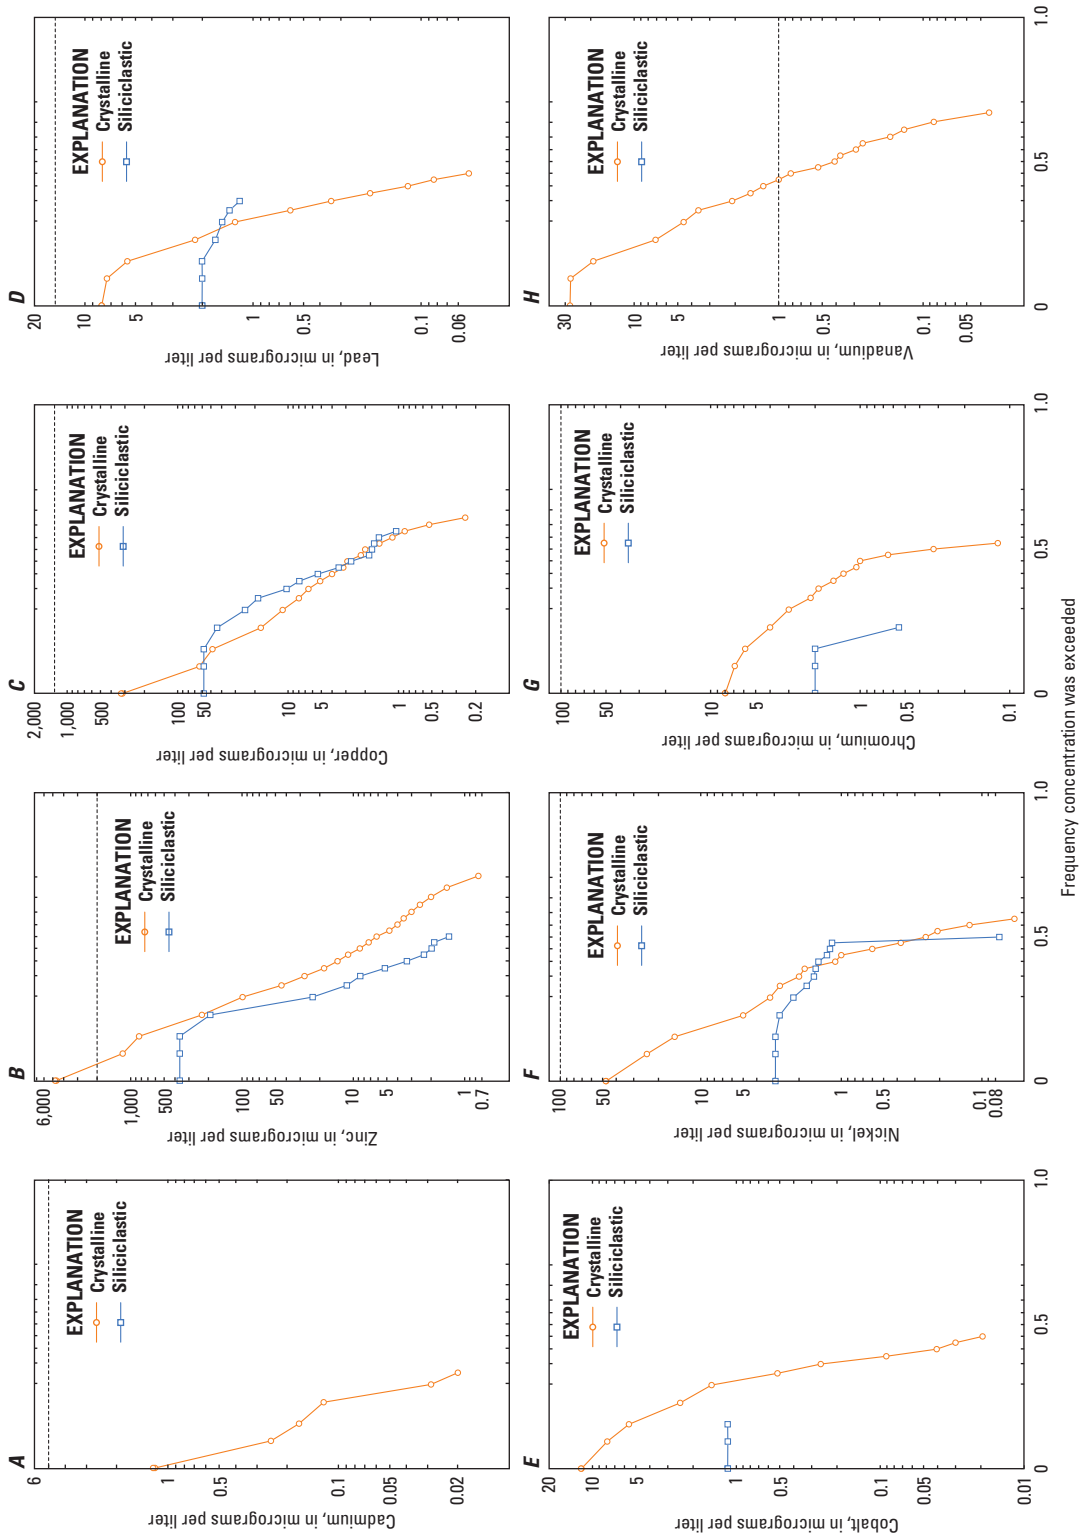 A
Cadmium, in micrograms per liter
6
1
0.5
0.1
0.05
0.02
EXPLANATION
Crystalline
Siliciclastic
B
Zinc, in micrograms per liter
6,000
1,000
500
100
50
10
5
1
0.7
EXPLANATION
Crystalline
Siliciclastic
C
Copper, in micrograms per liter
2,000
1,000
500
100
50
10
5
1
0.5
0.2
EXPLANATION
Crystalline
Siliciclastic
D
Lead, in micrograms per liter
20
10
5
1
0.5
0.1
0.06
EXPLANATION
Crystalline
Siliciclastic
E
Cobalt, in micrograms per liter
20
10
5
1
0.5
0.1
0.05
0.01
EXPLANATION
Crystalline
Siliciclastic
0 0.5 1.0
F
Nickel, in micrograms per liter
100
50
10
5
1
0.5
0.1
0.08
EXPLANATION
Crystalline
Siliciclastic
0 0.5 1.0
G
Chromium, in micrograms per liter
100
50
10
5
1
0.5
0.1
EXPLANATION
Crystalline
Siliciclastic
0 0.5 1.0
H
Vanadium, in micrograms per liter
30
10
5
1
0.5
0.1
0.05
EXPLANATION
Crystalline
Siliciclastic
0 0.5 1.0
Frequency concentration was exceeded